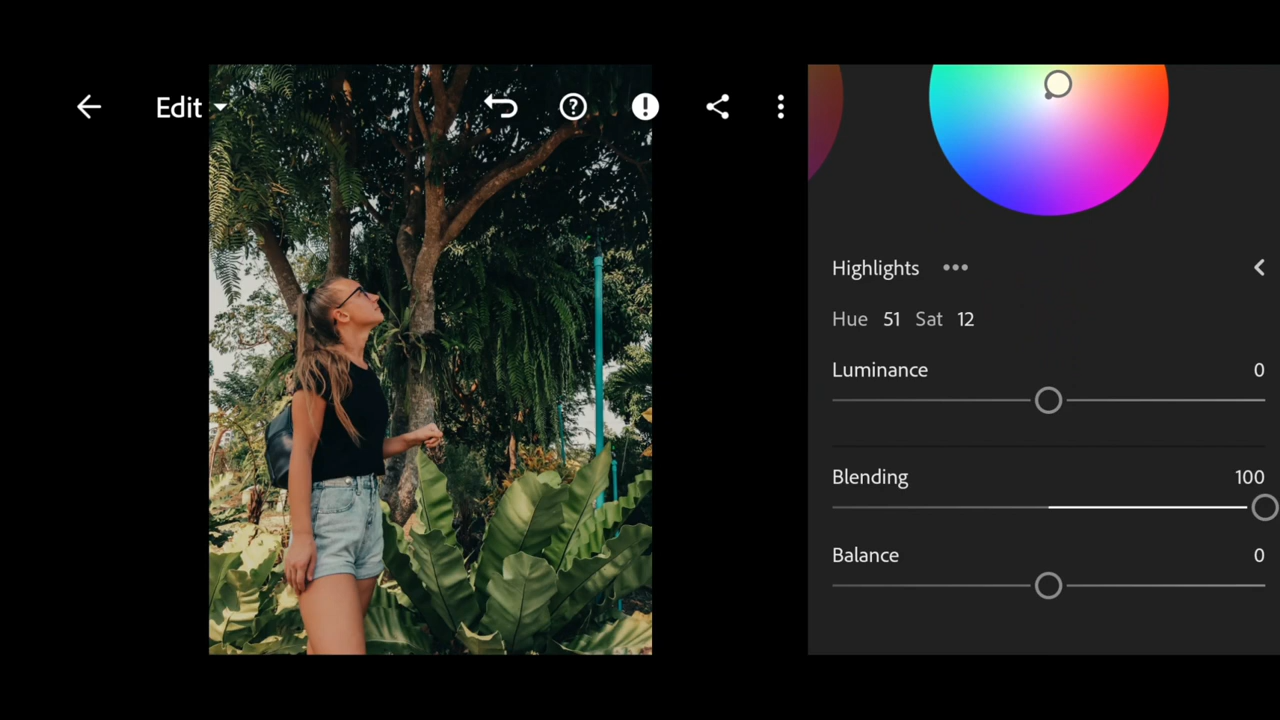 Edit
Highlights
Hue 51 Sat 12
Luminance 0
Blending 100
Balance 0